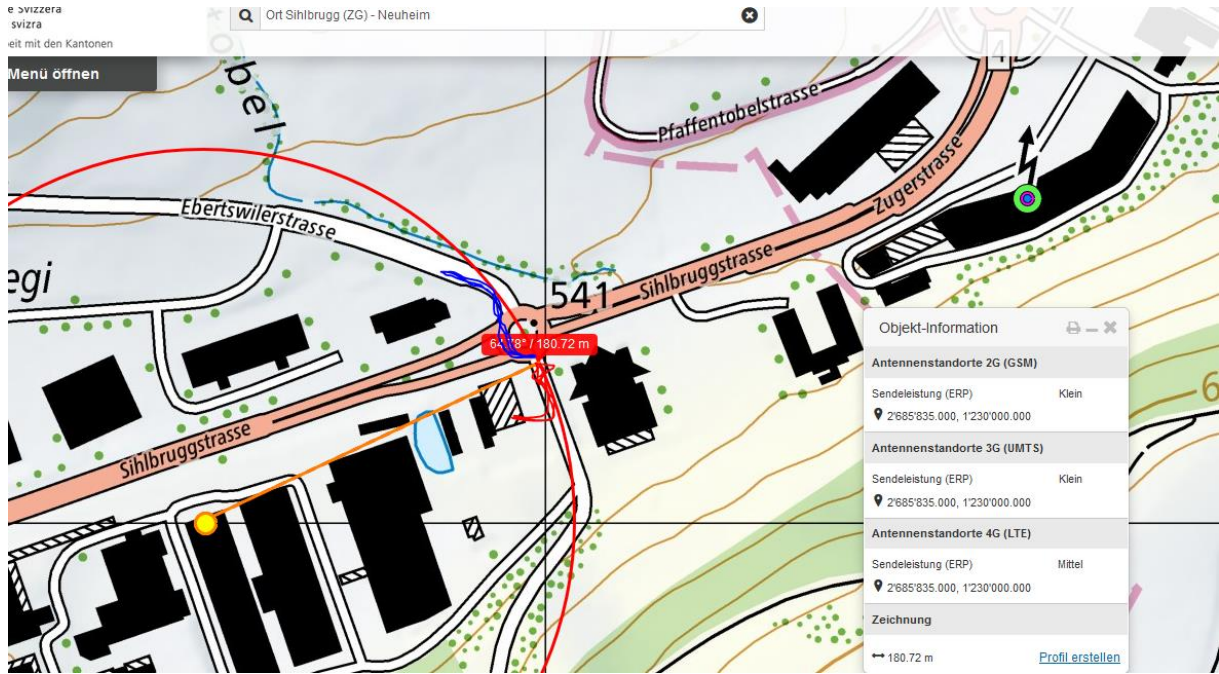 e Svizzera
svizra
eit mit den Kantonen
Ort Sihlbrugg (ZG) - Neuheim
Menü öffnen
obel
4
Pfaffentobelstrasse
Zugerstrasse
Ebertswilerstrasse
egi
541
Sihlbruggstrasse
180.72 m
Sihlbruggstrasse
6
Objekt-Information
Antennenstandorte 2G (GSM)
Sendeleistung (ERP) Klein
2'685'835.000, 1'230'000.000
Antennenstandorte 3G (UMTS)
Sendeleistung (ERP) Klein
2'685'835.000, 1'230'000.000
Antennenstandorte 4G (LTE)
Sendeleistung (ERP) Mittel
2'685'835.000, 1'230'000.000
Zeichnung
180.72 m Profil erstellen